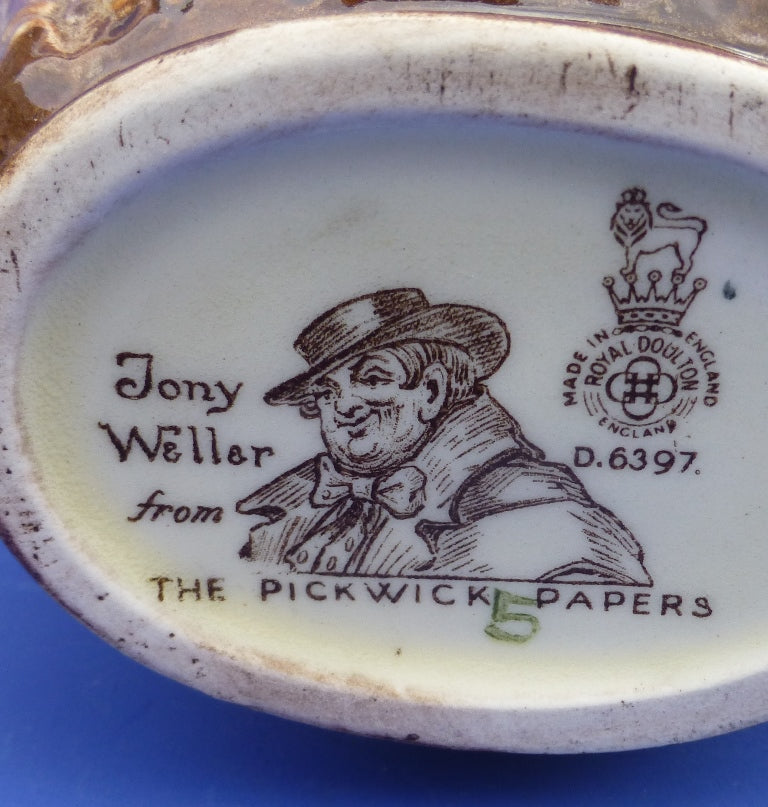 Tony
Weller
from
THE PICKWICK PAPERS
5
MADE IN ENGLAND
ROYAL DOULTON
ENGLAND
D.6397.